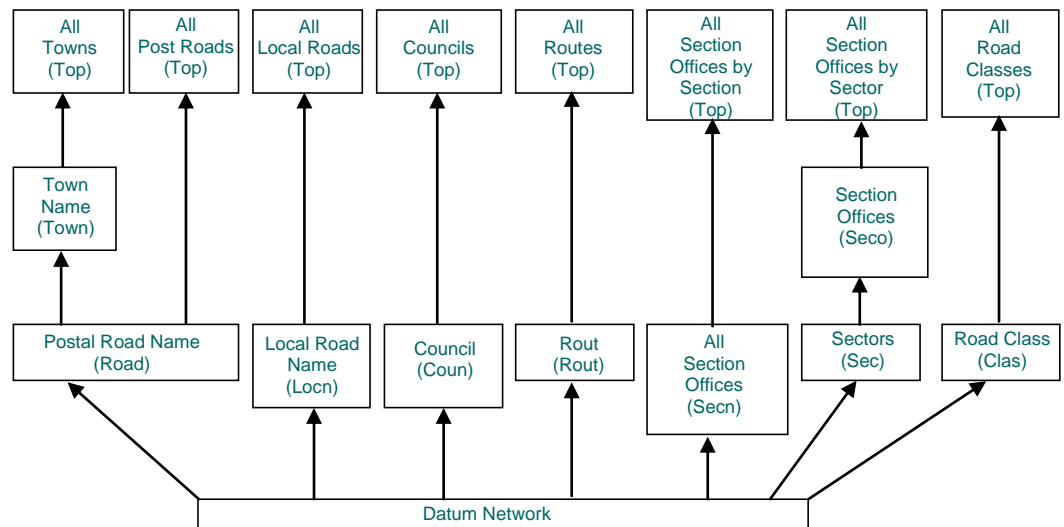 All
Towns
(Top)
All
Post Roads
(Top)
All
Local Roads
(Top)
All
Councils
(Top)
All
Routes
(Top)
All
Section
Offices by
Section
(Top)
All
Section
Offices by
Sector
(Top)
All
Road
Classes
(Top)
Town
Name
(Town)
Section
Offices
(Seco)
Postal Road Name
(Road)
Local Road
Name
(Locn)
Council
(Coun)
Rout
(Rout)
All
Section
Offices
(Secn)
Sectors
(Sec)
Road Class
(Clas)
Datum Network